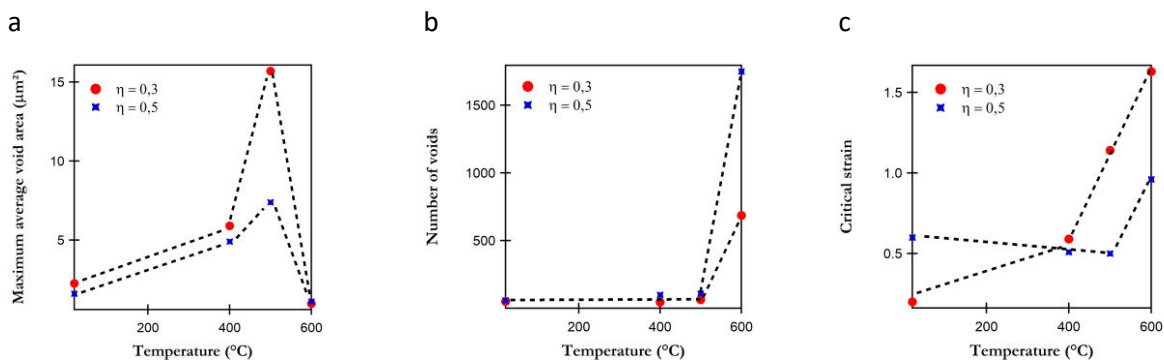 a
b
c
Maximum average void area (μm²)
15
10
5
η = 0,3
η = 0,5
200
400
600
Temperature (°C)
Number of voids
1500
1000
500
η = 0,3
η = 0,5
200
400
600
Temperature (°C)
Critical strain
1.5
1.0
0.5
η = 0,3
η = 0,5
200
400
600
Temperature (°C)